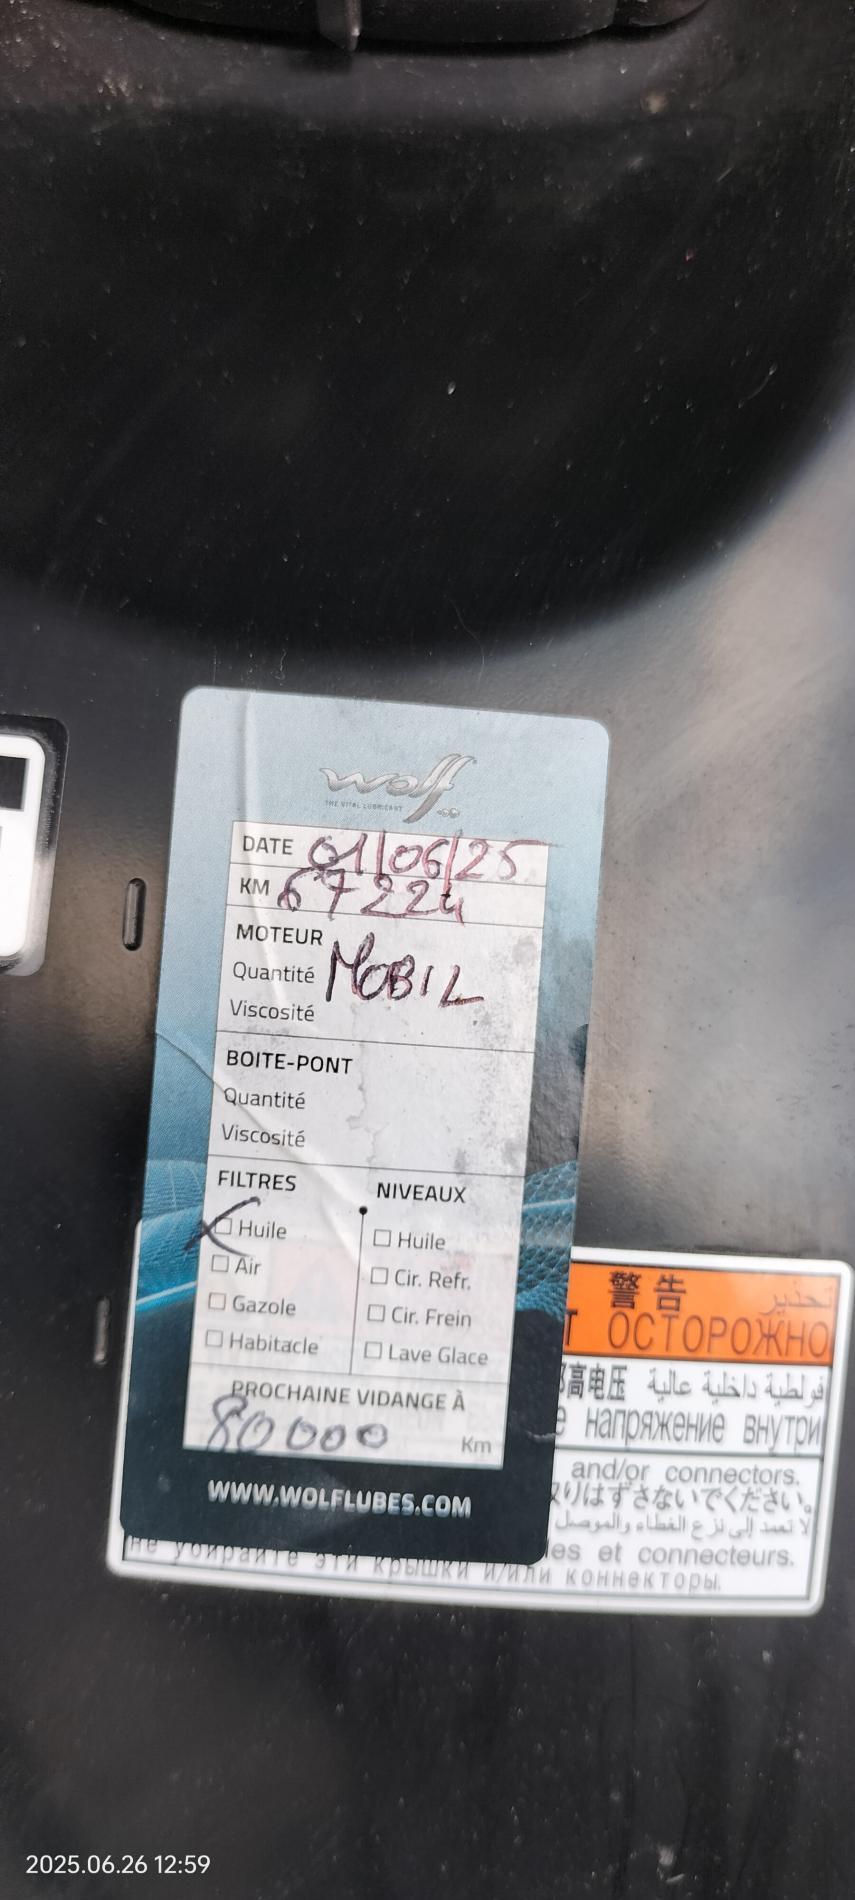 wolf
THE VITAL LUBRICANT
DATE 01/06/25
KM 67224
MOTEUR
Quantité MOBIL
Viscosité
BOITE-PONT
Quantité
Viscosité
FILTRES
Huile
Air
Gazole
Habitacle
NIVEAUX
Huile
Cir. Refr.
Cir. Frein
Lave Glace
PROCHAINE VIDANGE À
80000 Km
WWW.WOLFLUBES.COM
警告 تحذير
ОСТОРОЖНО
高电压 فولطية داخلية عالية
напряжение внутри
and/or connectors.
はずさないでください。
لا تعمد إلى نزع الغطاء والموصل
et connecteurs.
не убирайте эти крышки и/или коннекторы.
2025.06.26 12:59